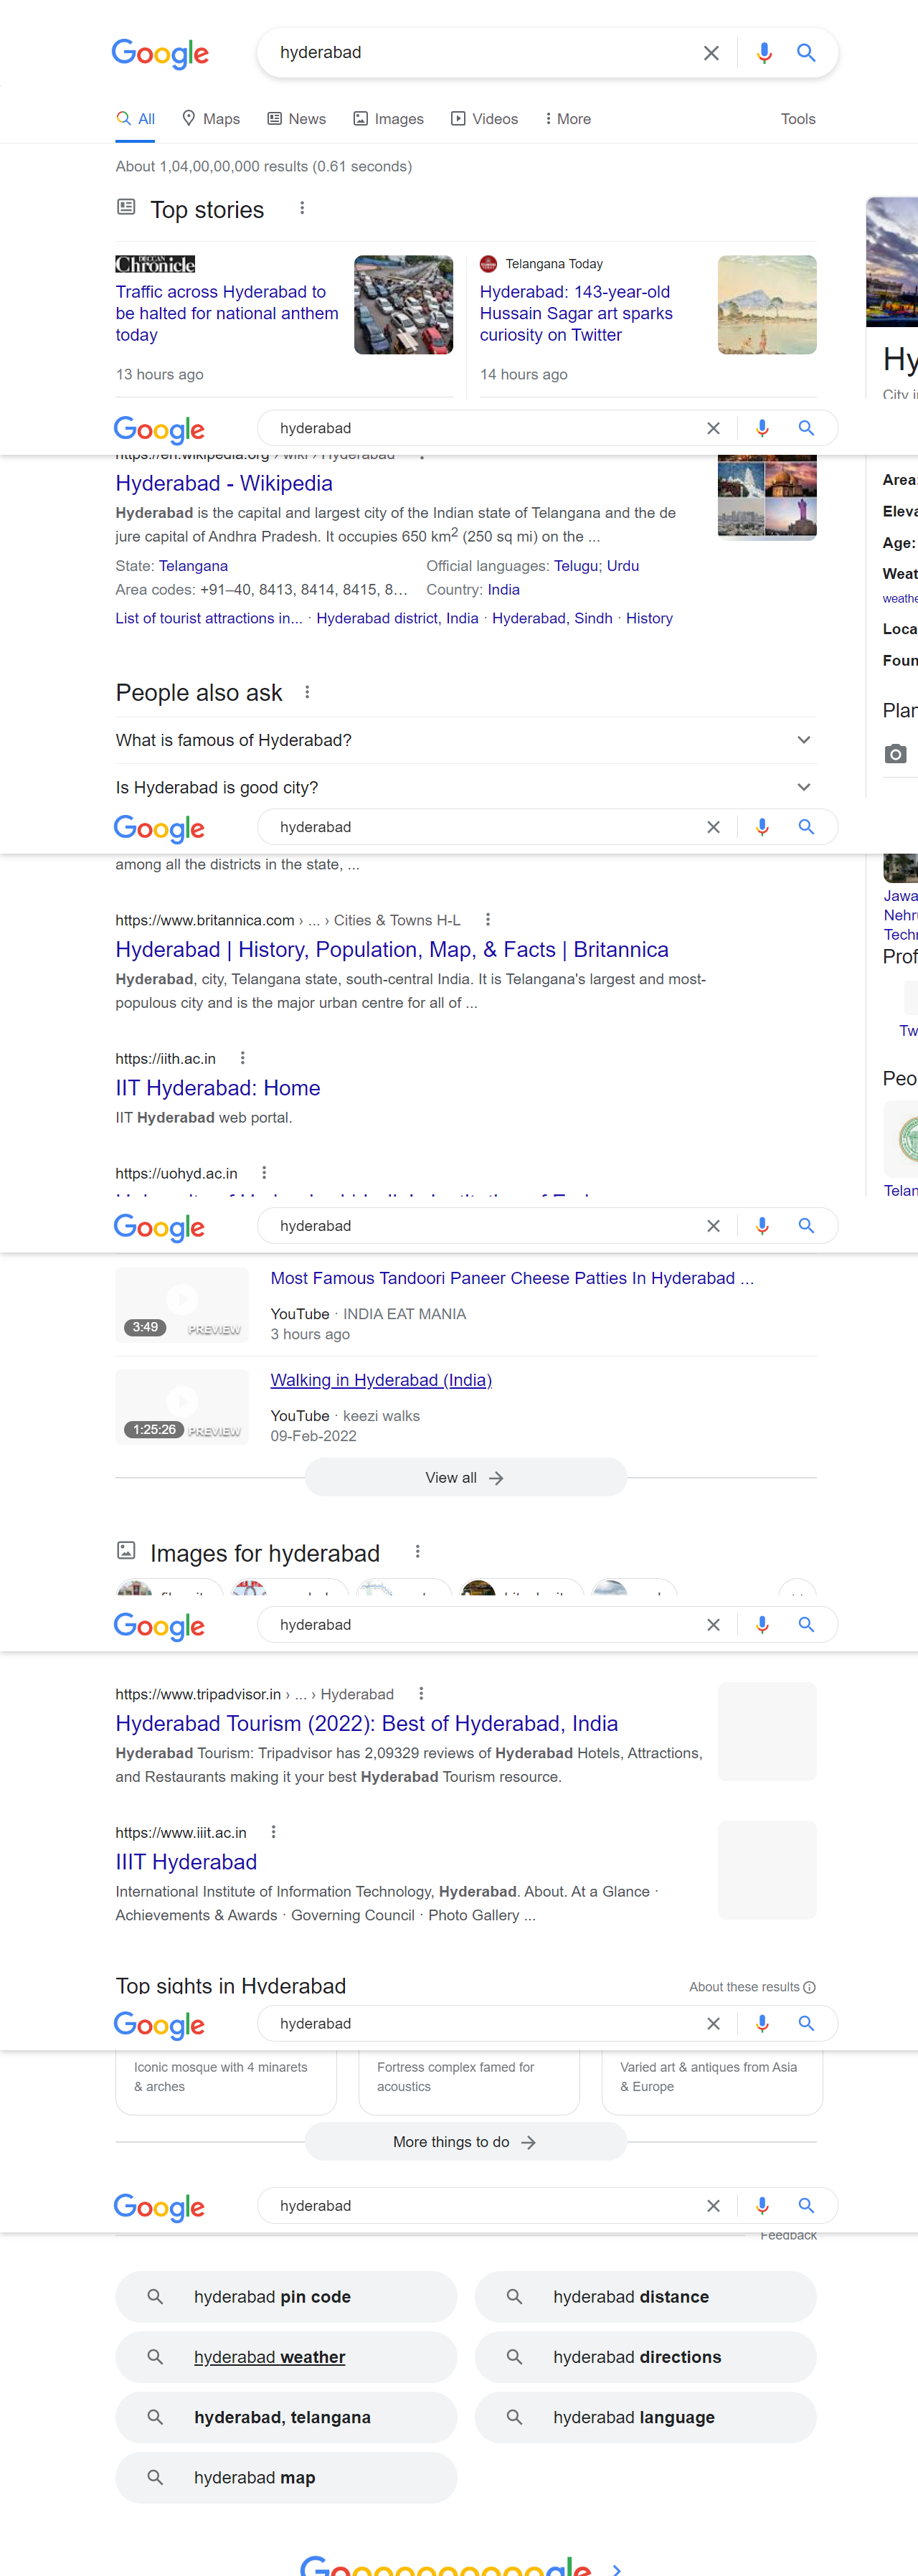 Google
hyderabad
All
Maps
News
Images
Videos
More
Tools
About 1,04,00,00,000 results (0.61 seconds)
Top stories
DECCAN
Chronicle
Traffic across Hyderabad to
be halted for national anthem
today
13 hours ago
Telangana Today
Hyderabad: 143-year-old
Hussain Sagar art sparks
curiosity on Twitter
14 hours ago
Hy
City i
Google
hyderabad
https://en.wikipedia.org › wiki › Hyderabad
Hyderabad - Wikipedia
Hyderabad is the capital and largest city of the Indian state of Telangana and the de
jure capital of Andhra Pradesh. It occupies 650 km2 (250 sq mi) on the ...
State: Telangana
Official languages: Telugu; Urdu
Area codes: +91–40, 8413, 8414, 8415, 8...
Country: India
List of tourist attractions in... · Hyderabad district, India · Hyderabad, Sindh · History
Area:
Eleva
Age:
Weat
weathe
Loca
Foun
Plan
People also ask
What is famous of Hyderabad?
Is Hyderabad is good city?
Google
hyderabad
among all the districts in the state, ...
https://www.britannica.com › ... › Cities & Towns H-L
Hyderabad | History, Population, Map, & Facts | Britannica
Hyderabad, city, Telangana state, south-central India. It is Telangana's largest and most-
populous city and is the major urban centre for all of ...
https://iith.ac.in
IIT Hyderabad: Home
IIT Hyderabad web portal.
https://uohyd.ac.in
Jawa
Nehr
Techn
Prof
Tw
Peo
Telan
Google
hyderabad
Most Famous Tandoori Paneer Cheese Patties In Hyderabad ...
YouTube · INDIA EAT MANIA
3 hours ago
3:49
PREVIEW
Walking in Hyderabad (India)
YouTube · keezi walks
09-Feb-2022
1:25:26
PREVIEW
View all
Images for hyderabad
Google
hyderabad
https://www.tripadvisor.in › ... › Hyderabad
Hyderabad Tourism (2022): Best of Hyderabad, India
Hyderabad Tourism: Tripadvisor has 2,09329 reviews of Hyderabad Hotels, Attractions,
and Restaurants making it your best Hyderabad Tourism resource.
https://www.iiit.ac.in
IIIT Hyderabad
International Institute of Information Technology, Hyderabad. About. At a Glance ·
Achievements & Awards · Governing Council · Photo Gallery ...
Top sights in Hyderabad
About these results
Google
hyderabad
Iconic mosque with 4 minarets
& arches
Fortress complex famed for
acoustics
Varied art & antiques from Asia
& Europe
More things to do
Google
hyderabad
Feedback
hyderabad pin code
hyderabad distance
hyderabad weather
hyderabad directions
hyderabad, telangana
hyderabad language
hyderabad map
Goooooooooogle